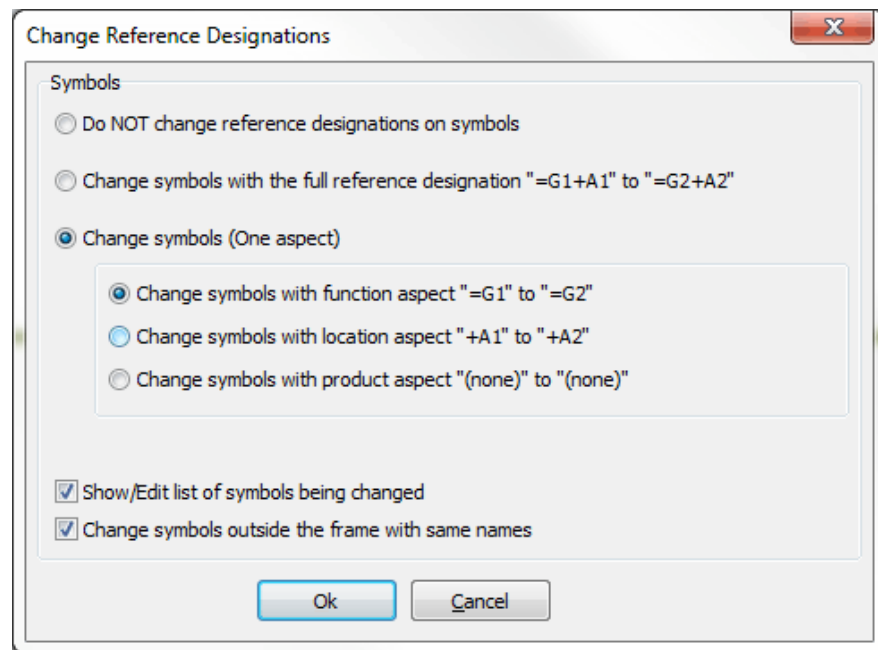 Change Reference Designations
Symbols
Do NOT change reference designations on symbols
Change symbols with the full reference designation "=G1+A1" to "=G2+A2"
Change symbols (One aspect)
Change symbols with function aspect "=G1" to "=G2"
Change symbols with location aspect "+A1" to "+A2"
Change symbols with product aspect "(none)" to "(none)"
Show/Edit list of symbols being changed
Change symbols outside the frame with same names
Ok
Cancel